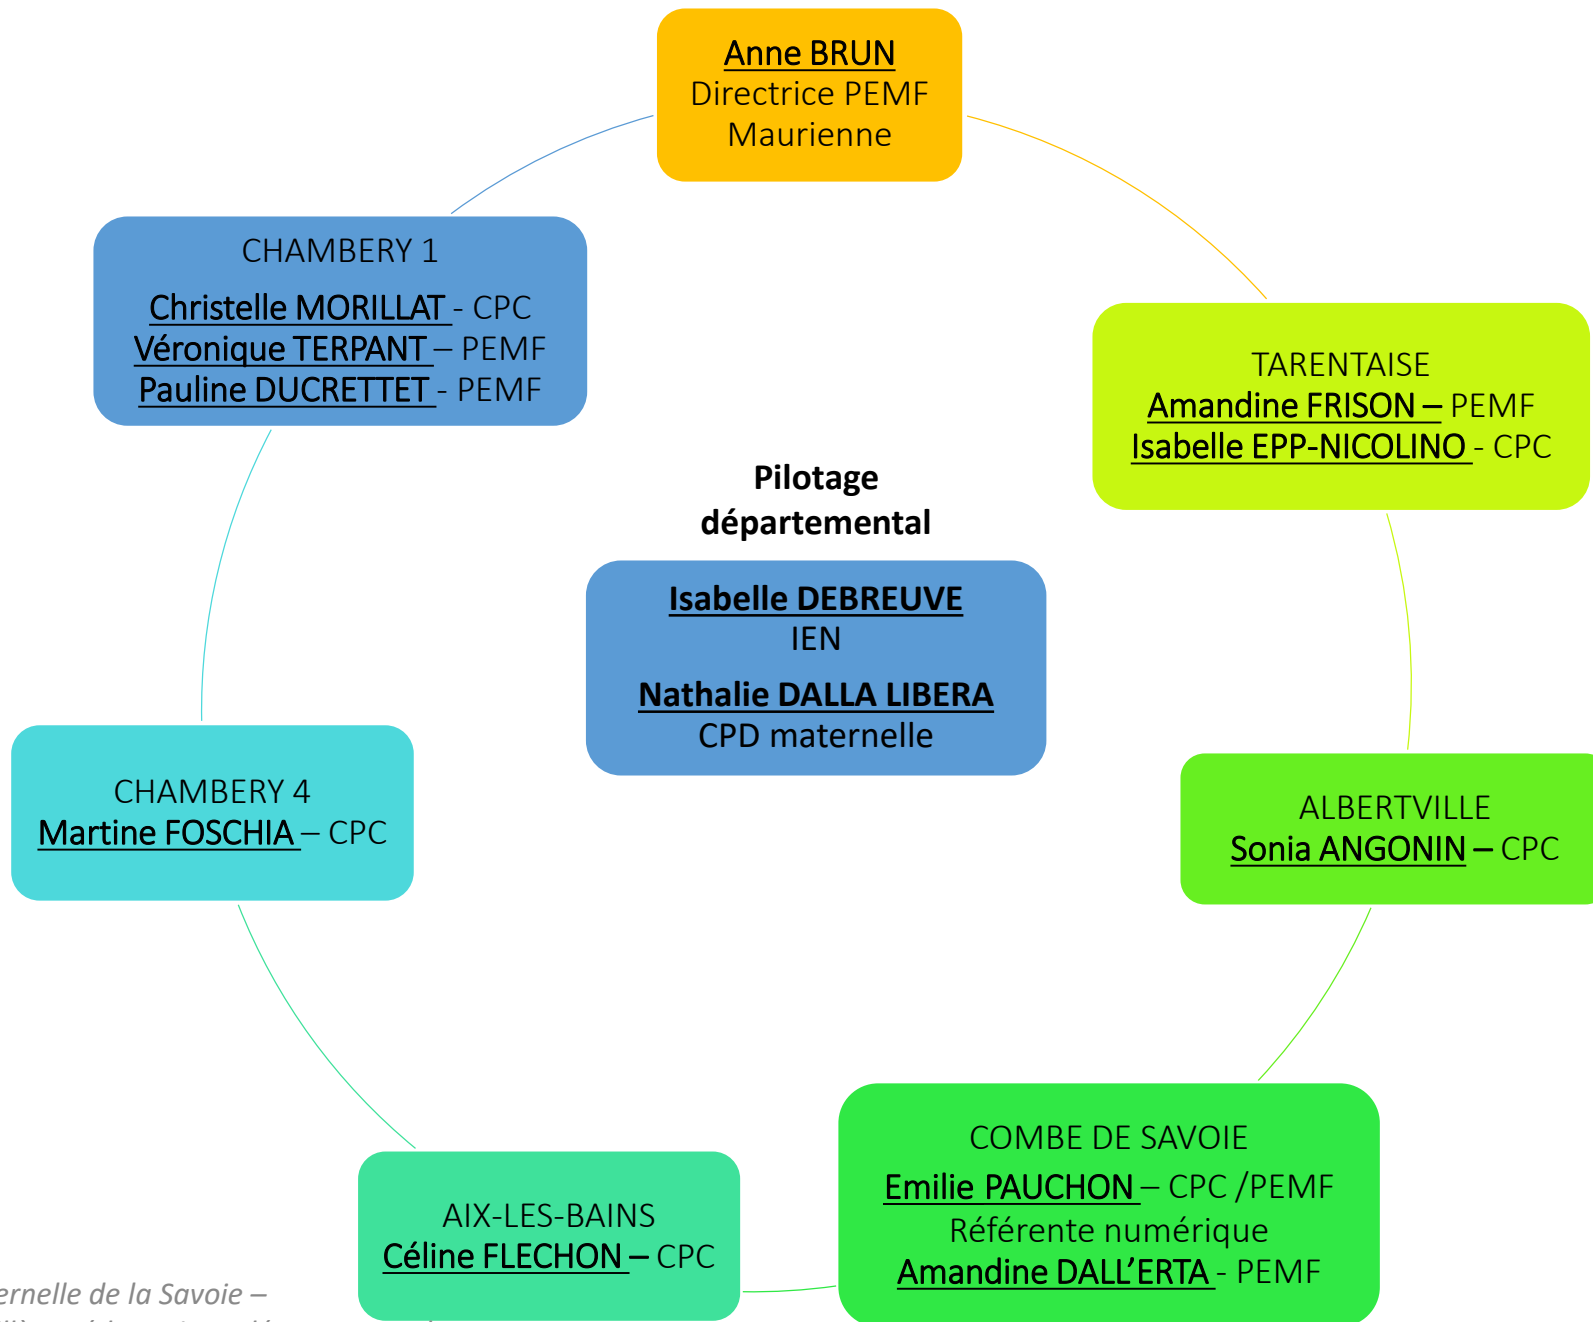 Anne BRUN
Directrice PEMF
Maurienne
CHAMBERY 1
Christelle MORILLAT - CPC
Véronique TERPANT – PEMF
Pauline DUCRETTET - PEMF
TARENTAISE
Amandine FRISON – PEMF
Isabelle EPP-NICOLINO - CPC
Pilotage
départemental
Isabelle DEBREUVE
IEN
Nathalie DALLA LIBERA
CPD maternelle
CHAMBERY 4
Martine FOSCHIA – CPC
ALBERTVILLE
Sonia ANGONIN – CPC
COMBE DE SAVOIE
Emilie PAUCHON – CPC /PEMF
Référente numérique
Amandine DALL'ERTA - PEMF
AIX-LES-BAINS
Céline FLECHON – CPC
ernelle de la Savoie –